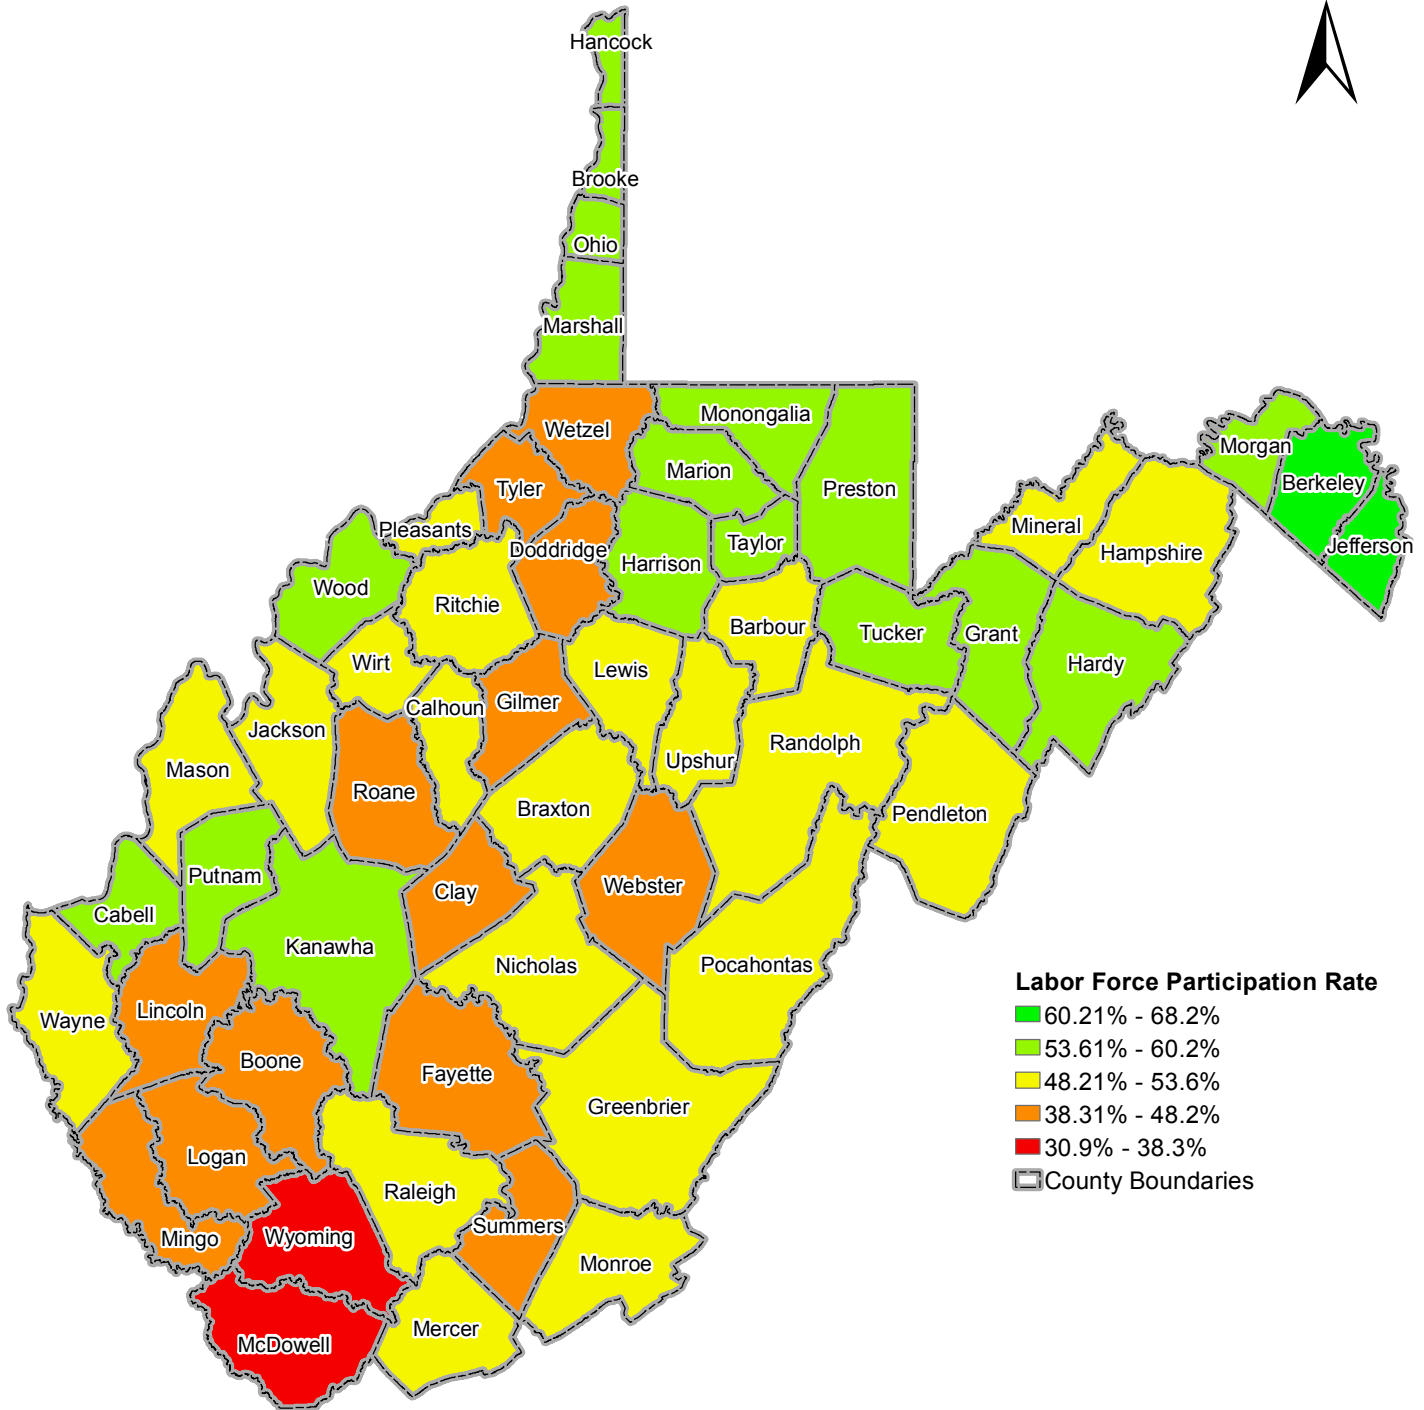 Hancock
Brooke
Ohio
Marshall
Wetzel
Monongalia
Marion
Preston
Tyler
Pleasants
Doddridge
Harrison
Taylor
Morgan
Berkeley
Jefferson
Mineral
Hampshire
Wood
Ritchie
Barbour
Tucker
Grant
Hardy
Wirt
Lewis
Calhoun
Gilmer
Jackson
Upshur
Randolph
Mason
Roane
Braxton
Pendleton
Putnam
Clay
Webster
Cabell
Kanawha
Nicholas
Pocahontas
Wayne
Lincoln
Boone
Fayette
Greenbrier
Logan
Raleigh
Summers
Mingo
Wyoming
Monroe
McDowell
Mercer
Labor Force Participation Rate
60.21% - 68.2%
53.61% - 60.2%
48.21% - 53.6%
38.31% - 48.2%
30.9% - 38.3%
County Boundaries